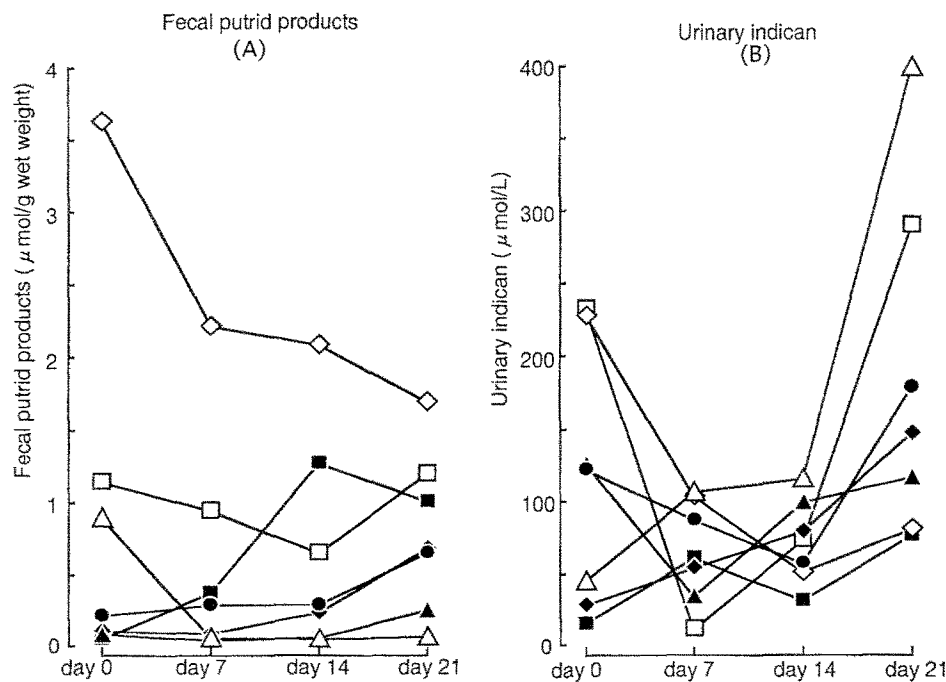 Fecal putrid products
(A)
Fecal putrid products ( μ mol/g wet weight)
4
3
2
1
0
day 0 day 7 day 14 day 21
Urinary indican
(B)
Urinary indican ( μ mol/L)
400
300
200
100
0
day 0 day 7 day 14 day 21